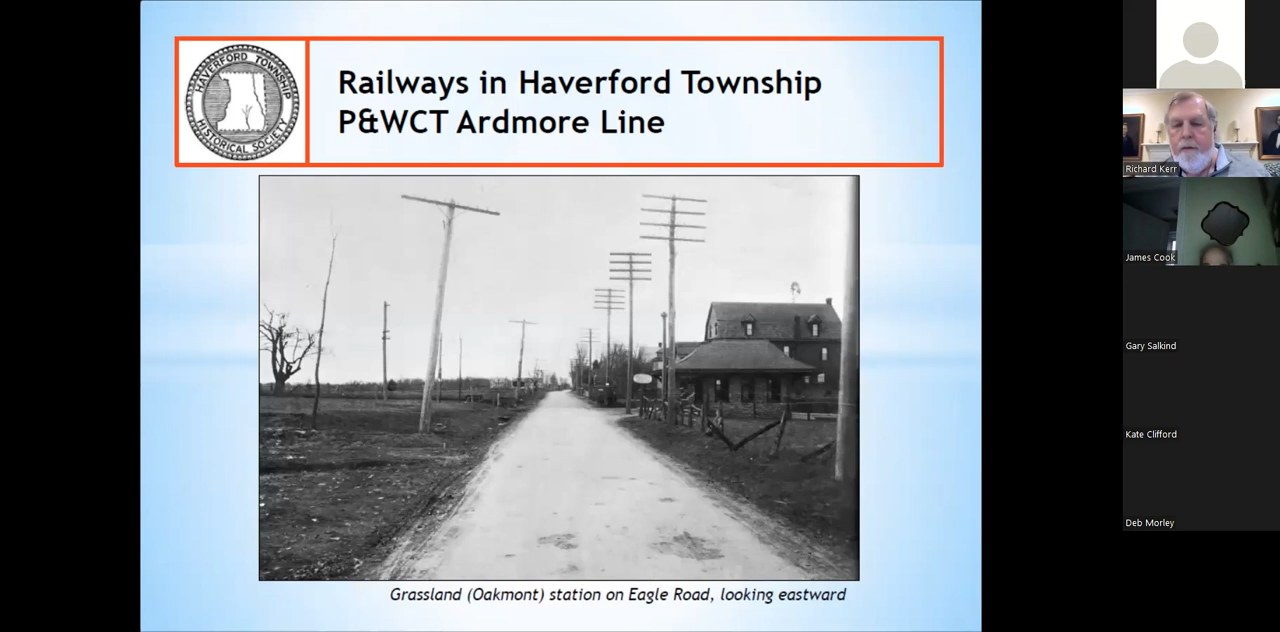 HAVERFORD TOWNSHIP
HISTORICAL SOCIETY
Railways in Haverford Township
P&WCT Ardmore Line
Grassland (Oakmont) station on Eagle Road, looking eastward
Richard Kerr
James Cook
Gary Salkind
Kate Clifford
Deb Morley